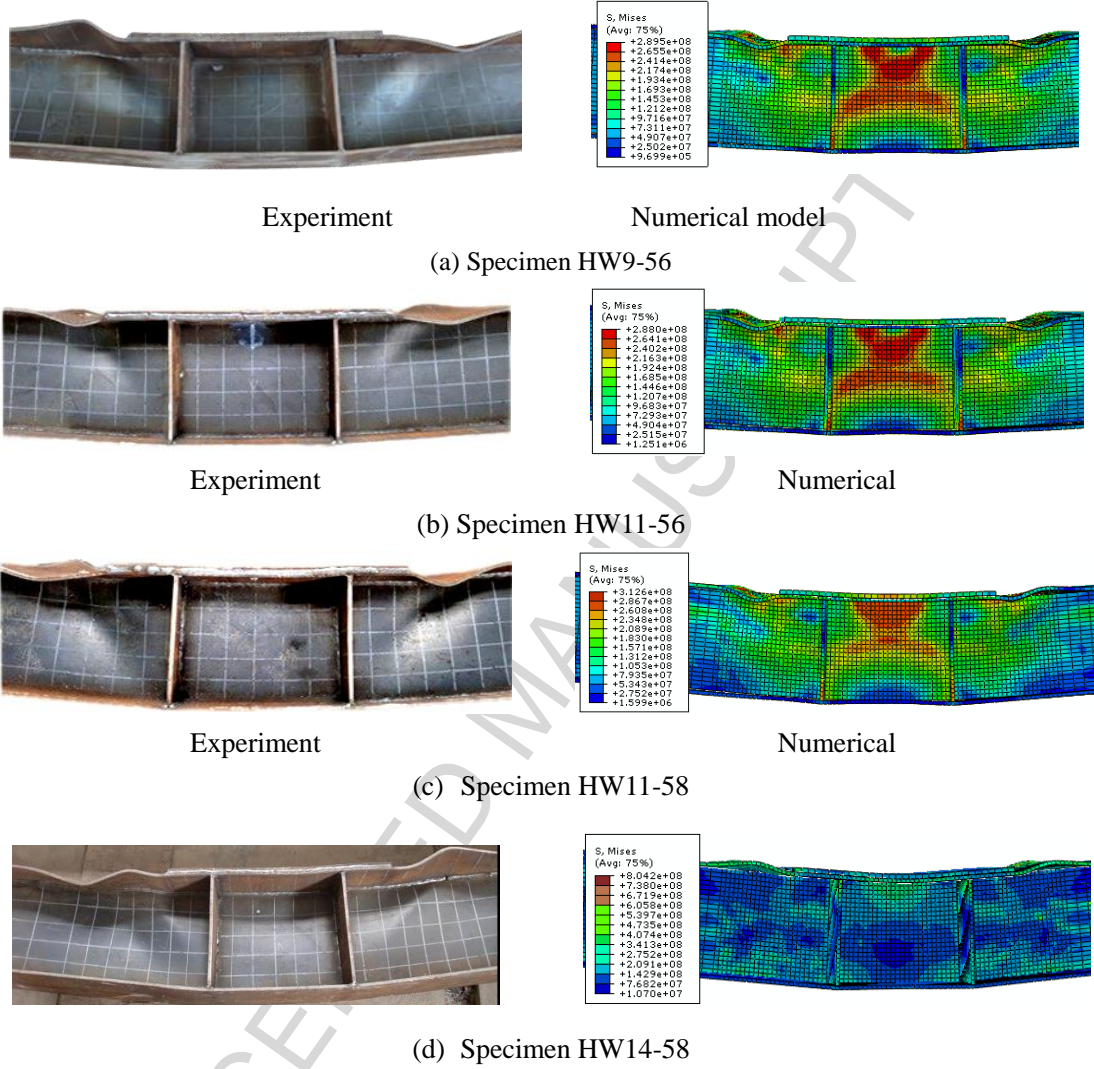 S, Mises
(Avg: 75%)
+2.895e+08
+2.655e+08
+2.414e+08
+2.174e+08
+1.934e+08
+1.693e+08
+1.453e+08
+1.212e+08
+9.716e+07
+7.311e+07
+4.907e+07
+2.502e+07
+9.699e+05
Experiment Numerical model
(a) Specimen HW9-56
S, Mises
(Avg: 75%)
+2.880e+08
+2.641e+08
+2.402e+08
+2.163e+08
+1.924e+08
+1.685e+08
+1.446e+08
+1.207e+08
+9.683e+07
+7.293e+07
+4.904e+07
+2.515e+07
+1.251e+06
Experiment Numerical
(b) Specimen HW11-56
S, Mises
(Avg: 75%)
+3.126e+08
+2.867e+08
+2.608e+08
+2.348e+08
+2.089e+08
+1.830e+08
+1.571e+08
+1.312e+08
+1.053e+08
+7.935e+07
+5.343e+07
+2.752e+07
+1.599e+06
Experiment Numerical
(c) Specimen HW11-58
S, Mises
(Avg: 75%)
+8.042e+08
+7.380e+08
+6.719e+08
+6.058e+08
+5.397e+08
+4.735e+08
+4.074e+08
+3.413e+08
+2.752e+08
+2.091e+08
+1.429e+08
+7.682e+07
+1.070e+07
(d) Specimen HW14-58